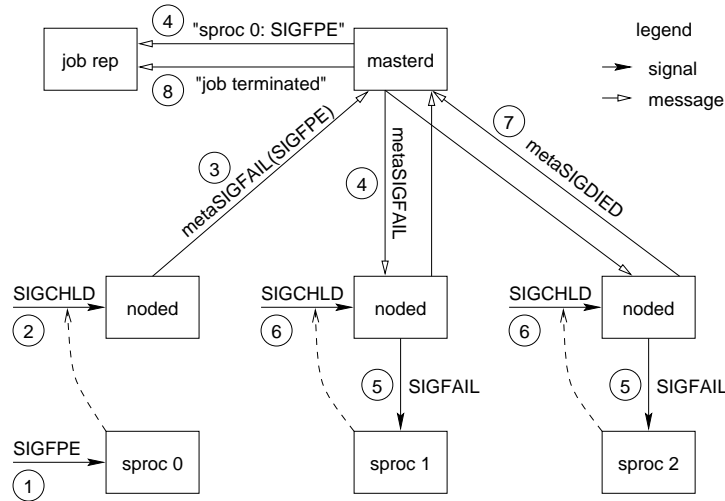 4
"sproc 0: SIGFPE"
legend
job rep
masterd
signal
8
"job terminated"
message
7
3
metaSIGFAIL(SIGFPE)
4
metaSIGFAIL
metaSIGDIED
SIGCHLD
2
noded
SIGCHLD
6
noded
SIGCHLD
6
noded
5
SIGFAIL
5
SIGFAIL
SIGFPE
1
sproc 0
sproc 1
sproc 2